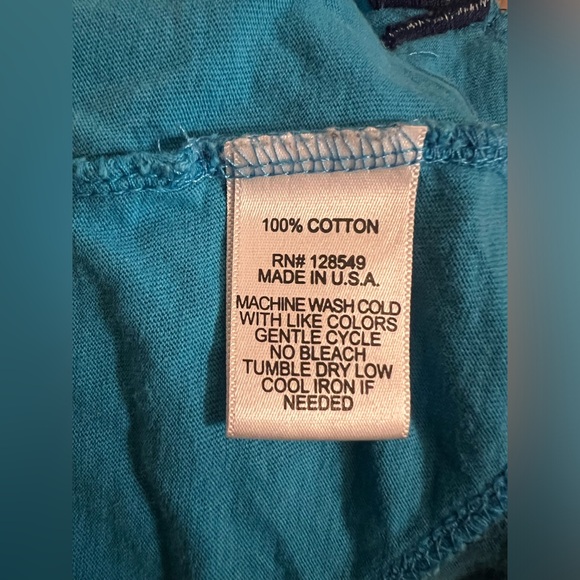 100% COTTON
RN# 128549
MADE IN U.S.A.
MACHINE WASH COLD
WITH LIKE COLORS
GENTLE CYCLE
NO BLEACH
TUMBLE DRY LOW
COOL IRON IF
NEEDED